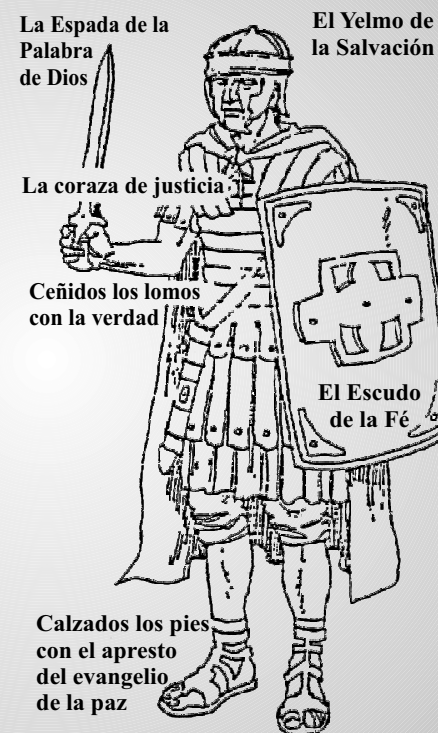 La Espada de la
Palabra
de Dios
El Yelmo de
la Salvación
La coraza de justicia
Ceñidos los lomos
con la verdad
El Escudo
de la Fé
Calzados los pies
con el apresto
del evangelio
de la paz